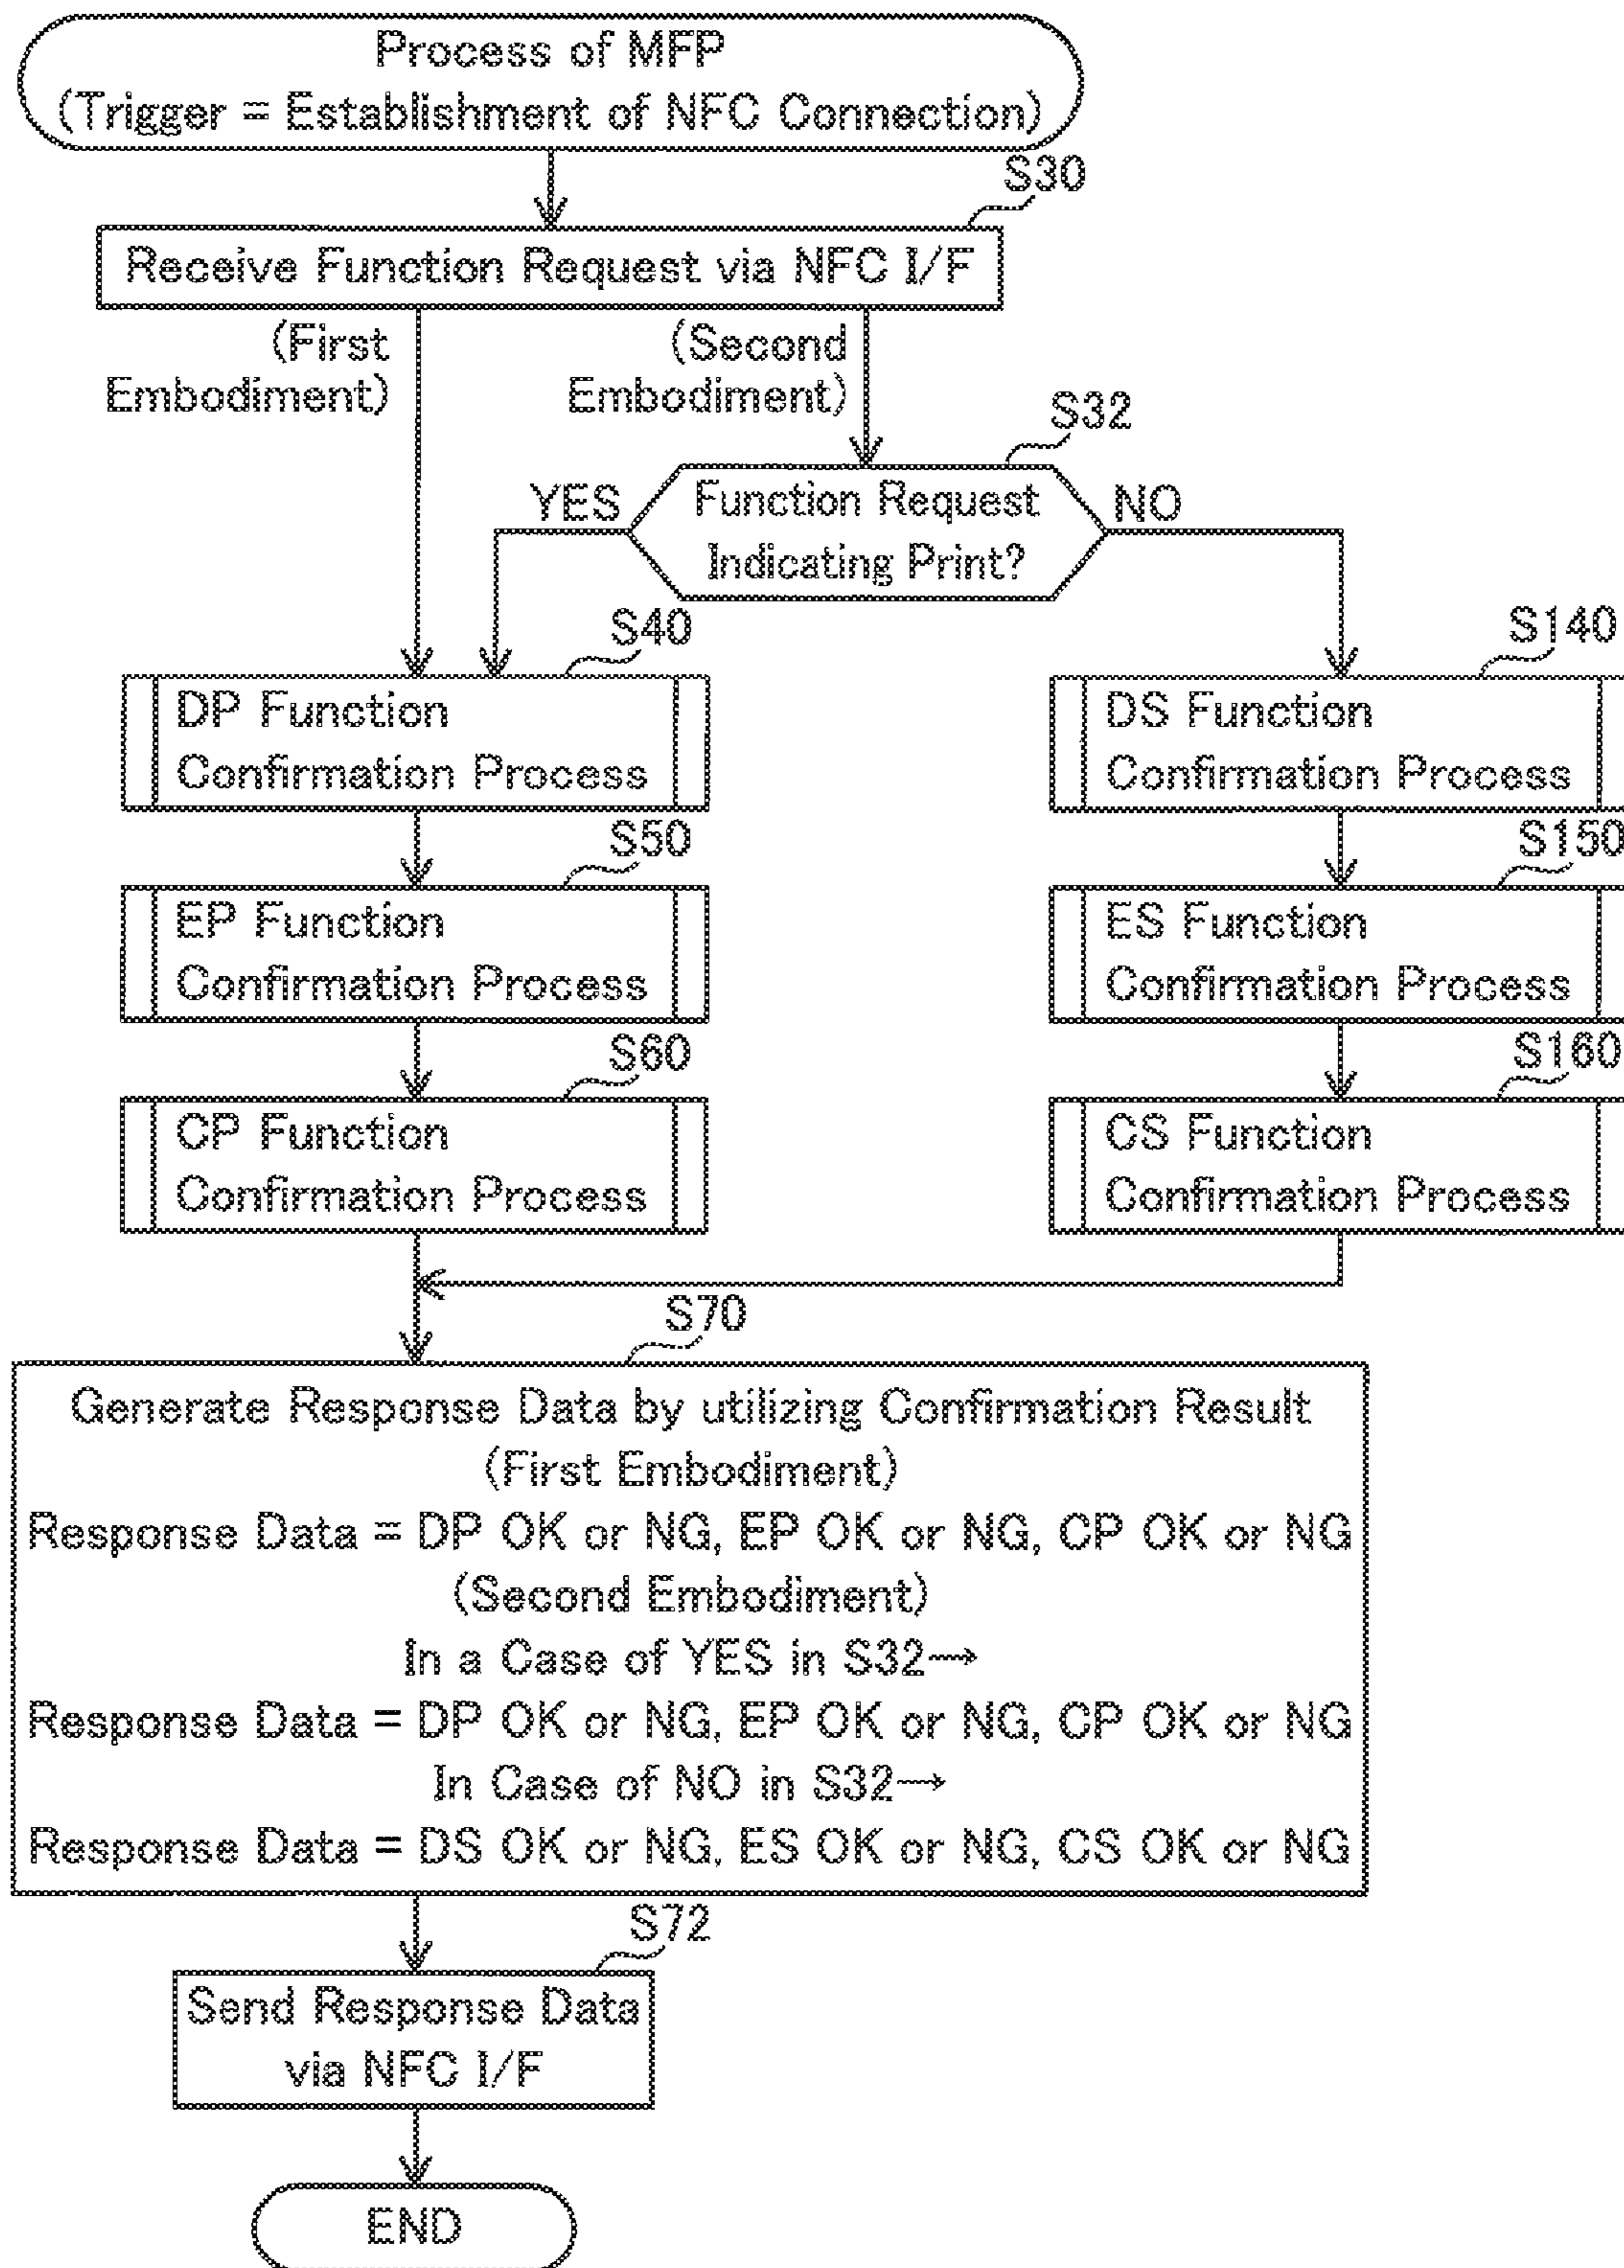 Process of MFP
(Trigger = Establishment of NFC Connection)
S30
Receive Function Request via NFC I/F
(First
Embodiment)
(Second
Embodiment)
S32
YES
Function Request
Indicating Print?
NO
S40
DP Function
Confirmation Process
S140
DS Function
Confirmation Process
S50
EP Function
Confirmation Process
S150
ES Function
Confirmation Process
S60
CP Function
Confirmation Process
S160
CS Function
Confirmation Process
S70
Generate Response Data by utilizing Confirmation Result
(First Embodiment)
Response Data = DP OK or NG, EP OK or NG, CP OK or NG
(Second Embodiment)
In a Case of YES in S32→
Response Data = DP OK or NG, EP OK or NG, CP OK or NG
In Case of NO in S32→
Response Data = DS OK or NG, ES OK or NG, CS OK or NG
S72
Send Response Data
via NFC I/F
END